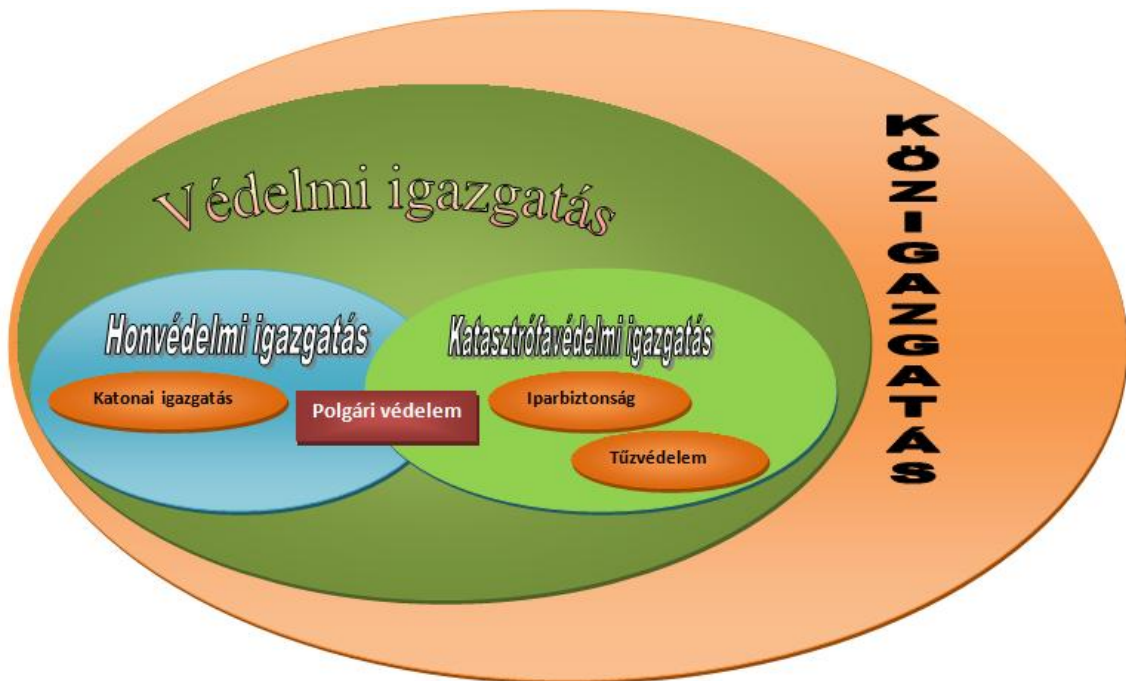 Védelmi igazgatás
KÖZIGAZGATÁS
Honvédelmi igazgatás
Katasztrófavédelmi igazgatás
Katonai igazgatás
Polgári védelem
Iparbiztonság
Tűzvédelem